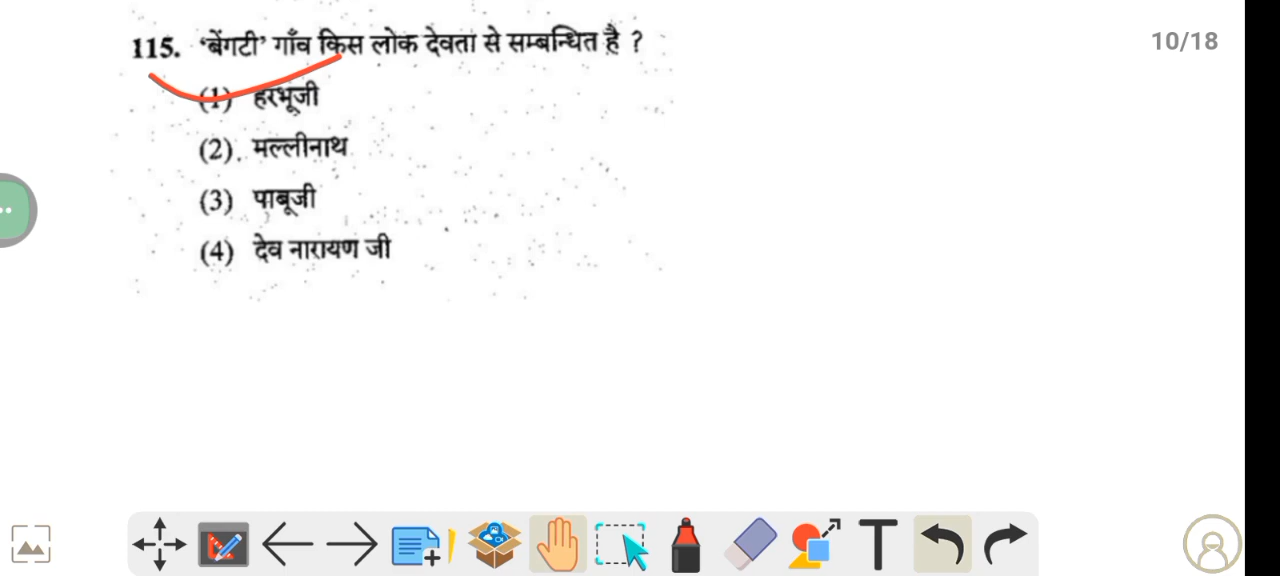 115. ‘बेंगटी’ गाँव किस लोक देवता से सम्बन्धित है ?
10/18
(1) हरभूजी
(2) मल्लीनाथ
(3) पाबूजी
(4) देव नारायण जी